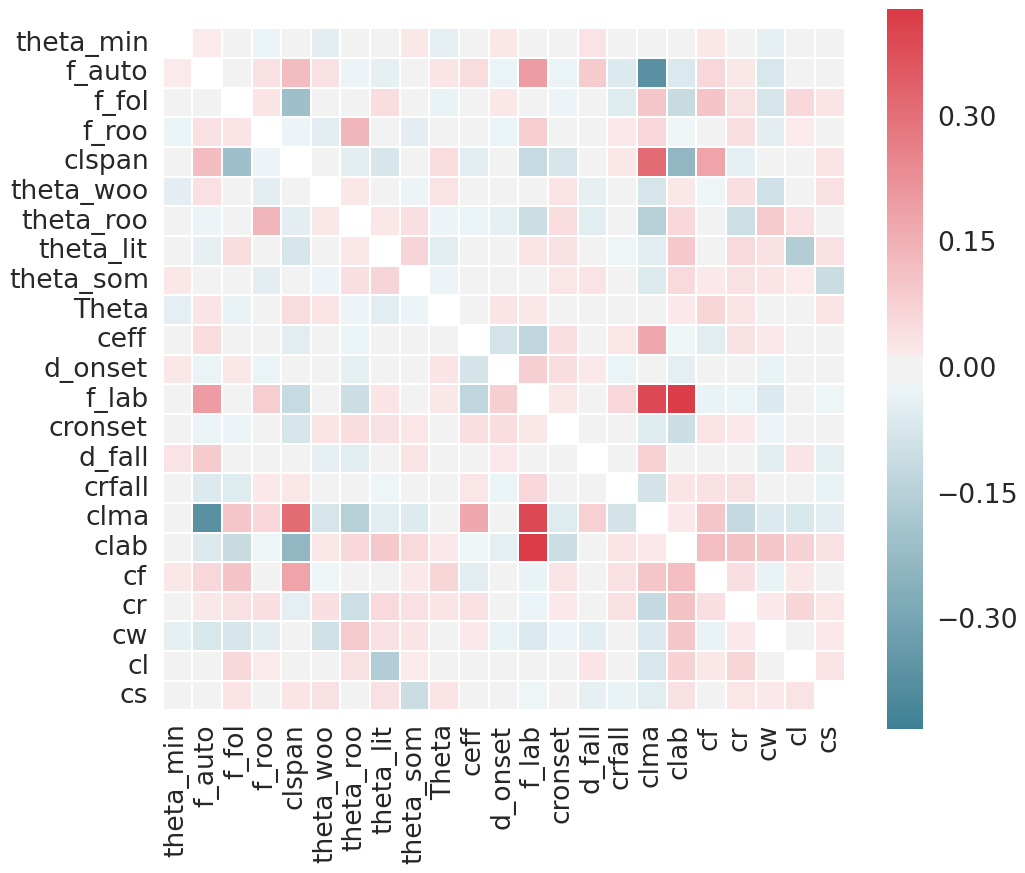 theta_min
f_auto
f_fol
f_roo
clspan
theta_woo
theta_roo
theta_lit
theta_som
Theta
ceff
d_onset
f_lab
cronset
d_fall
crfall
clma
clab
cf
cr
cw
cl
cs
theta_min
f_auto
f_fol
f_roo
clspan
theta_woo
theta_roo
theta_lit
theta_som
Theta
ceff
d_onset
f_lab
cronset
d_fall
crfall
clma
clab
cf
cr
cw
cl
cs
0.30
0.15
0.00
−0.15
−0.30